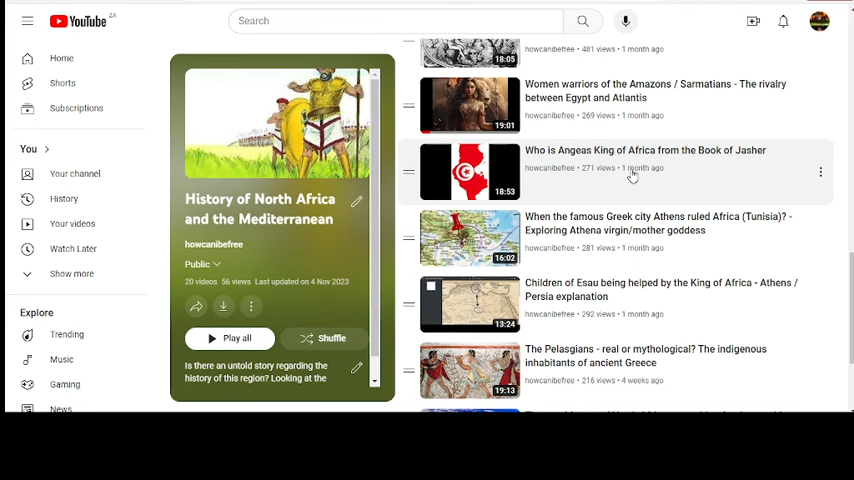 YouTube ZA
Search
Home
Shorts
Subscriptions
You
Your channel
History
Your videos
Watch Later
Show more
Explore
Trending
Music
Gaming
News
History of North Africa
and the Mediterranean
howcanibefree
Public
20 videos 56 views Last updated on 4 Nov 2023
Play all
Shuffle
Is there an untold story regarding the
history of this region? Looking at the
18:05
howcanibefree • 481 views • 1 month ago
19:01
Women warriors of the Amazons / Sarmatians - The rivalry
between Egypt and Atlantis
howcanibefree • 269 views • 1 month ago
18:53
Who is Angeas King of Africa from the Book of Jasher
howcanibefree • 271 views • 1 month ago
16:02
When the famous Greek city Athens ruled Africa (Tunisia)? -
Exploring Athena virgin/mother goddess
howcanibefree • 281 views • 1 month ago
13:24
Children of Esau being helped by the King of Africa - Athens /
Persia explanation
howcanibefree • 292 views • 1 month ago
19:13
The Pelasgians - real or mythological? The indigenous
inhabitants of ancient Greece
howcanibefree • 216 views • 4 weeks ago